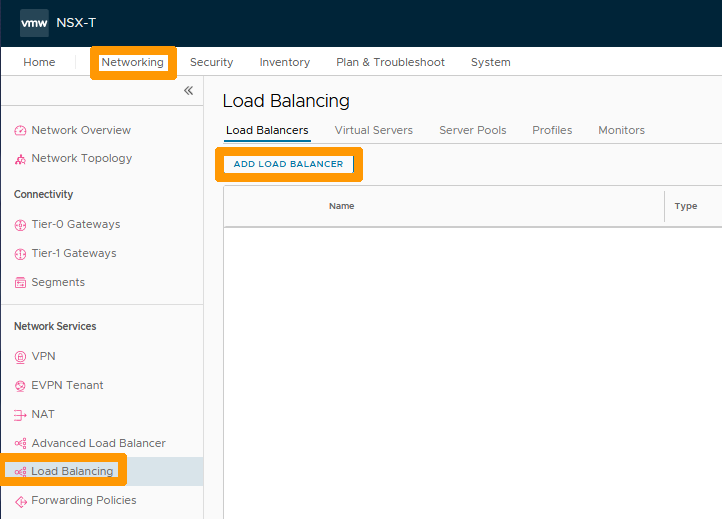 vmw NSX-T
Home Networking Security Inventory Plan & Troubleshoot System
«
Network Overview
Network Topology
Connectivity
Tier-0 Gateways
Tier-1 Gateways
Segments
Network Services
VPN
EVPN Tenant
NAT
Advanced Load Balancer
Load Balancing
Forwarding Policies
Load Balancing
Load Balancers Virtual Servers Server Pools Profiles Monitors
ADD LOAD BALANCER
Name Type